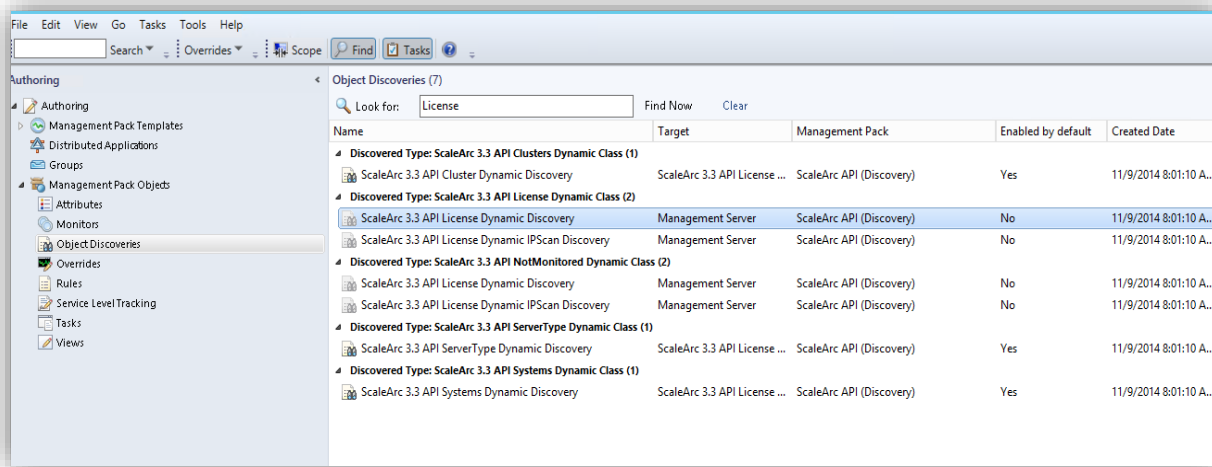 File Edit View Go Tasks Tools Help
Search Overrides Scope Find Tasks
Authoring
Authoring
Management Pack Templates
Distributed Applications
Groups
Management Pack Objects
Attributes
Monitors
Object Discoveries
Overrides
Rules
Service Level Tracking
Tasks
Views
Object Discoveries (7)
Look for: License Find Now Clear
Name Target Management Pack Enabled by default Created Date
Discovered Type: ScaleArc 3.3 API Clusters Dynamic Class (1)
ScaleArc 3.3 API Cluster Dynamic Discovery ScaleArc 3.3 API License ... ScaleArc API (Discovery) Yes 11/9/2014 8:01:10 A..
Discovered Type: ScaleArc 3.3 API License Dynamic Class (2)
ScaleArc 3.3 API License Dynamic Discovery Management Server ScaleArc API (Discovery) No 11/9/2014 8:01:10 A..
ScaleArc 3.3 API License Dynamic IPScan Discovery Management Server ScaleArc API (Discovery) No 11/9/2014 8:01:10 A..
Discovered Type: ScaleArc 3.3 API NotMonitored Dynamic Class (2)
ScaleArc 3.3 API License Dynamic Discovery Management Server ScaleArc API (Discovery) No 11/9/2014 8:01:10 A..
ScaleArc 3.3 API License Dynamic IPScan Discovery Management Server ScaleArc API (Discovery) No 11/9/2014 8:01:10 A..
Discovered Type: ScaleArc 3.3 API ServerType Dynamic Class (1)
ScaleArc 3.3 API ServerType Dynamic Discovery ScaleArc 3.3 API License ... ScaleArc API (Discovery) Yes 11/9/2014 8:01:10 A..
Discovered Type: ScaleArc 3.3 API Systems Dynamic Class (1)
ScaleArc 3.3 API Systems Dynamic Discovery ScaleArc 3.3 API License ... ScaleArc API (Discovery) Yes 11/9/2014 8:01:10 A..